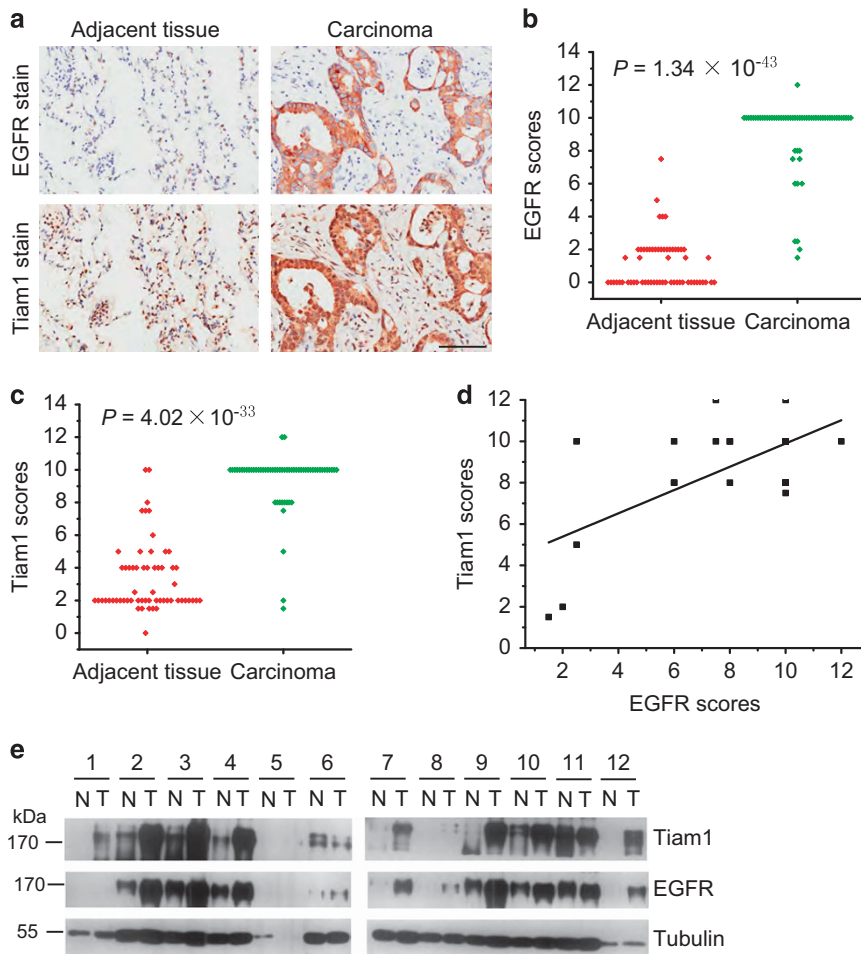 a
Adjacent tissue Carcinoma
EGFR stain
Tiam1 stain
b
P = 1.34 × 10-43
EGFR scores
14
12
10
8
6
4
2
0
Adjacent tissue Carcinoma
c
P = 4.02 × 10-33
Tiam1 scores
14
12
10
8
6
4
2
0
Adjacent tissue Carcinoma
d
Tiam1 scores
12
10
8
6
4
2
0
2 4 6 8 10 12
EGFR scores
e
1 2 3 4 5 6 7 8 9 10 11 12
N T N T N T N T N T N T N T N T N T N T N T N T
kDa
170 Tiam1
170 EGFR
55 Tubulin